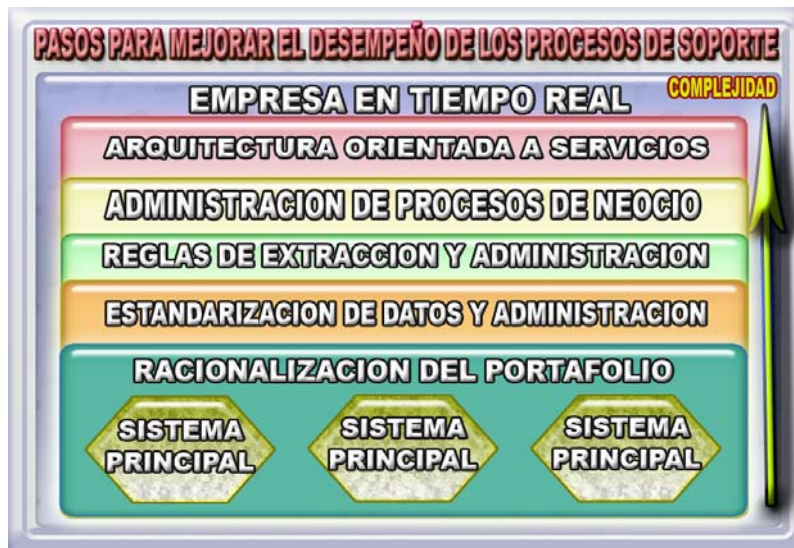 PASOS PARA MEJORAR EL DESEMPEÑO DE LOS PROCESOS DE SOPORTE
COMPLEJIDAD
EMPRESA EN TIEMPO REAL
ARQUITECTURA ORIENTADA A SERVICIOS
ADMINISTRACION DE PROCESOS DE NEOCIO
REGLAS DE EXTRACCION Y ADMINISTRACION
ESTANDARIZACION DE DATOS Y ADMINISTRACION
RACIONALIZACION DEL PORTAFOLIO
SISTEMA
PRINCIPAL
SISTEMA
PRINCIPAL
SISTEMA
PRINCIPAL